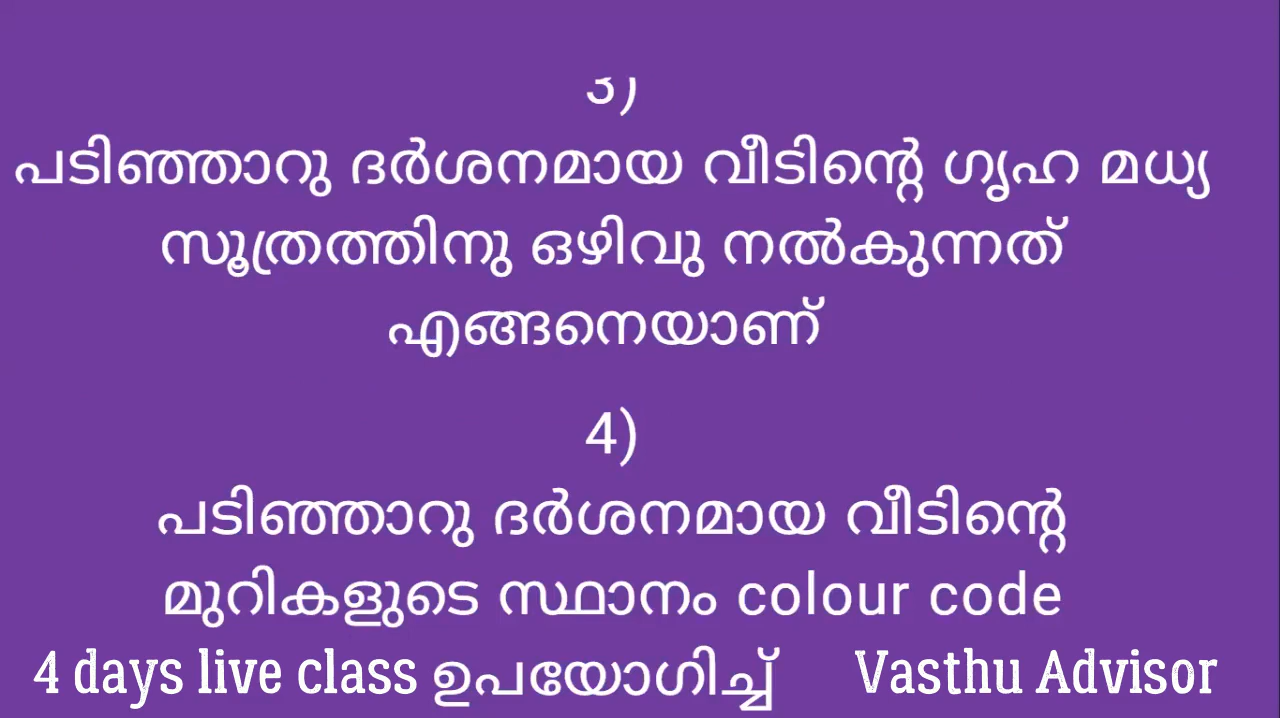 3)
പടിഞ്ഞാറു ദർശനമായ വീടിന്റെ ഗൃഹ മധ്യ
സൂത്രത്തിനു ഒഴിവു നൽകുന്നത്
എങ്ങനെയാണ്
4)
പടിഞ്ഞാറു ദർശനമായ വീടിന്റെ
മുറികളുടെ സ്ഥാനം colour code
4 days live class ഉപയോഗിച്ച് Vasthu Advisor